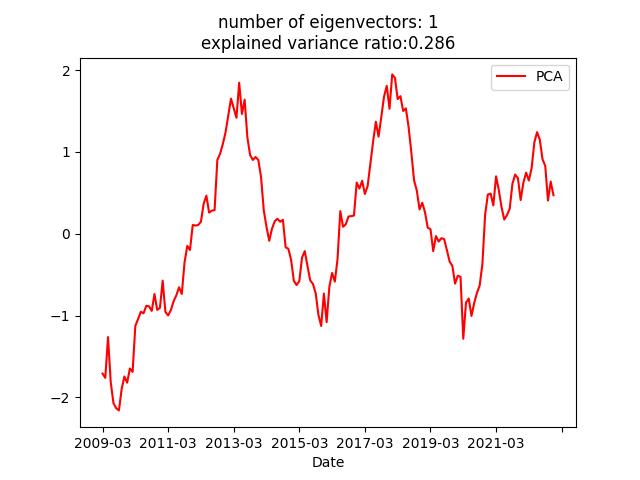 number of eigenvectors: 1
explained variance ratio:0.286
PCA
2
1
0
−1
−2
2009-03 2011-03 2013-03 2015-03 2017-03 2019-03 2021-03
Date